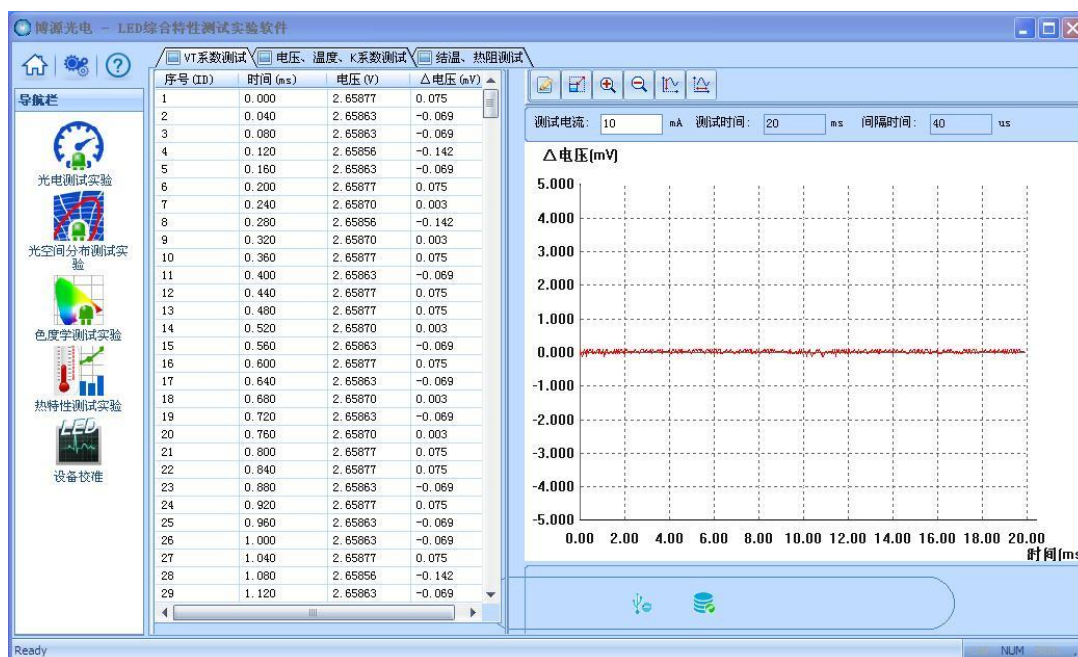 博源光电 - LED综合特性测试实验软件
VT系数测试 电压、温度、K系数测试 结温、热阻测试
导航栏
光电测试实验
光空间分布测试实
验
色度学测试实验
热特性测试实验
LED
设备校准
序号(ID) 时间(ms) 电压(V) △电压(mV)
1 0.000 2.65877 0.075
2 0.040 2.65863 -0.069
3 0.080 2.65863 -0.069
4 0.120 2.65856 -0.142
5 0.160 2.65863 -0.069
6 0.200 2.65877 0.075
7 0.240 2.65870 0.003
8 0.280 2.65856 -0.142
9 0.320 2.65870 0.003
10 0.360 2.65877 0.075
11 0.400 2.65863 -0.069
12 0.440 2.65877 0.075
13 0.480 2.65877 0.075
14 0.520 2.65870 0.003
15 0.560 2.65863 -0.069
16 0.600 2.65877 0.075
17 0.640 2.65863 -0.069
18 0.680 2.65870 0.003
19 0.720 2.65863 -0.069
20 0.760 2.65870 0.003
21 0.800 2.65877 0.075
22 0.840 2.65877 0.075
23 0.880 2.65863 -0.069
24 0.920 2.65877 0.075
25 0.960 2.65863 -0.069
26 1.000 2.65863 -0.069
27 1.040 2.65877 0.075
28 1.080 2.65856 -0.142
29 1.120 2.65863 -0.069
测试电流: 10 mA 测试时间: 20 ms 间隔时间: 40 us
△电压(mV)
5.000
4.000
3.000
2.000
1.000
0.000
-1.000
-2.000
-3.000
-4.000
-5.000
0.00 2.00 4.00 6.00 8.00 10.00 12.00 14.00 16.00 18.00 20.00
时间(ms
Ready NUM